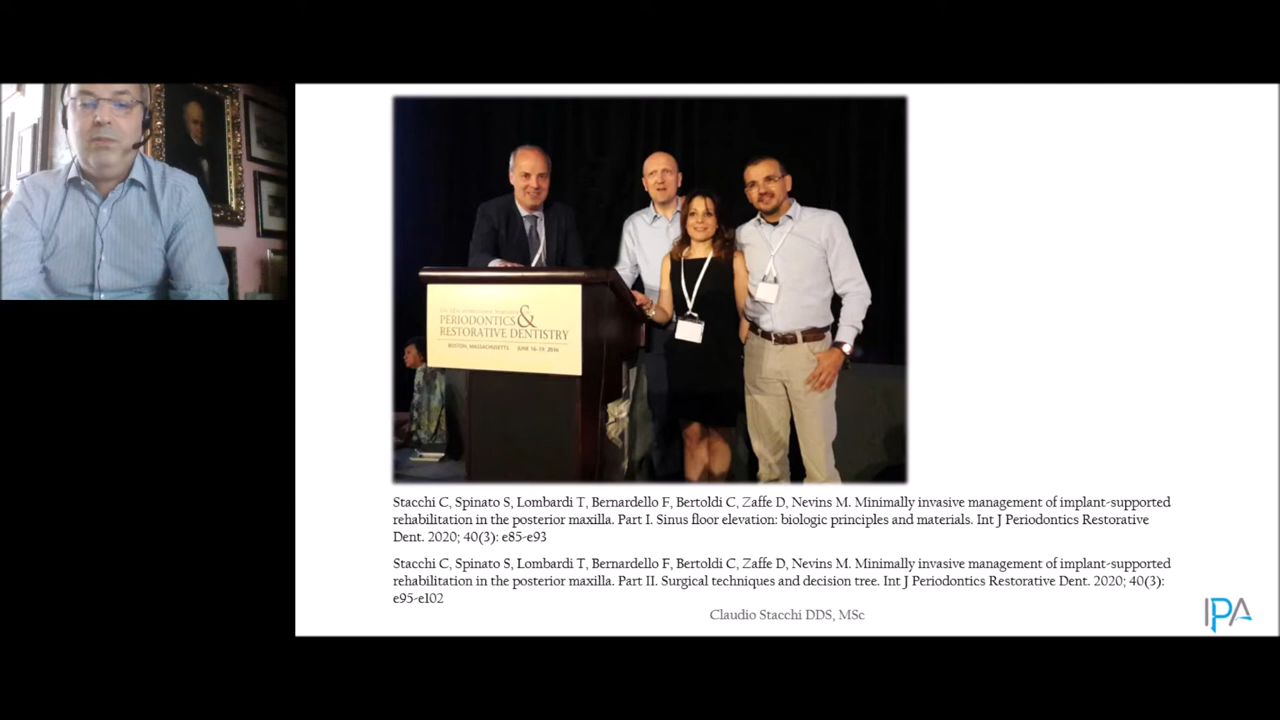 PERIODONTICS &
RESTORATIVE DENTISTRY
BOSTON, MASSACHUSETTS JUNE 16-19, 2016
Stacchi C, Spinato S, Lombardi T, Bernardello F, Bertoldi C, Zaffe D, Nevins M. Minimally invasive management of implant-supported
rehabilitation in the posterior maxilla. Part I. Sinus floor elevation: biologic principles and materials. Int J Periodontics Restorative
Dent. 2020; 40(3): e85-e93
Stacchi C, Spinato S, Lombardi T, Bernardello F, Bertoldi C, Zaffe D, Nevins M. Minimally invasive management of implant-supported
rehabilitation in the posterior maxilla. Part II. Surgical techniques and decision tree. Int J Periodontics Restorative Dent. 2020; 40(3):
e95-e102
Claudio Stacchi DDS, MSc
IPA